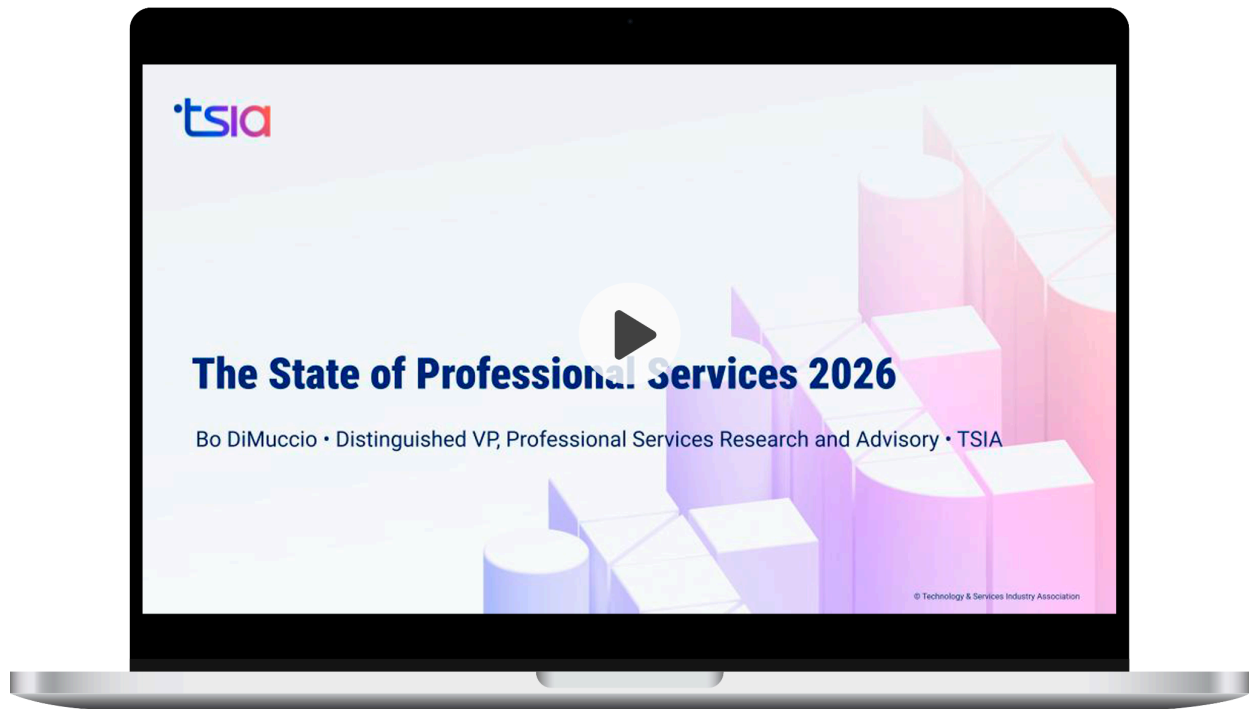 tsia
The State of Professional Services 2026
Bo DiMuccio • Distinguished VP, Professional Services Research and Advisory • TSIA
© Technology & Services Industry Association